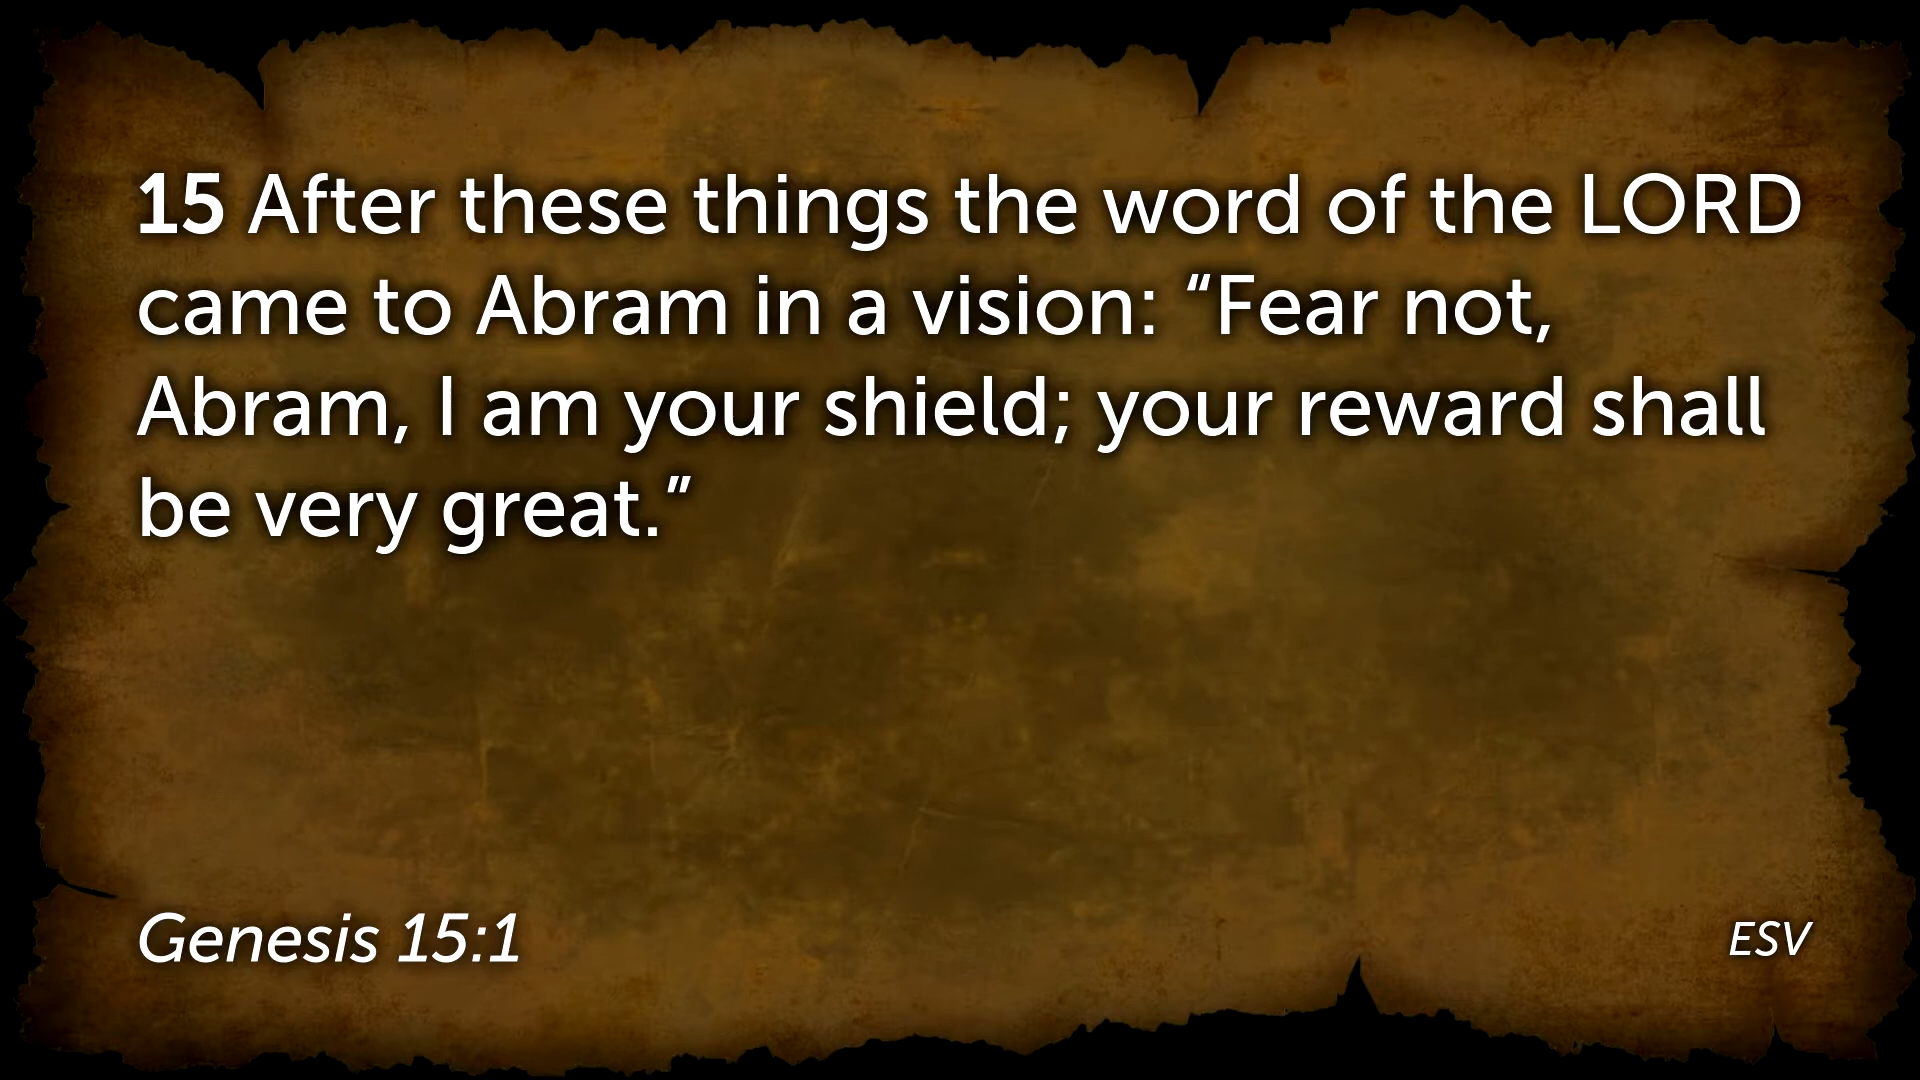 15 After these things the word of the LORD
came to Abram in a vision: “Fear not,
Abram, I am your shield; your reward shall
be very great.”
Genesis 15:1
ESV